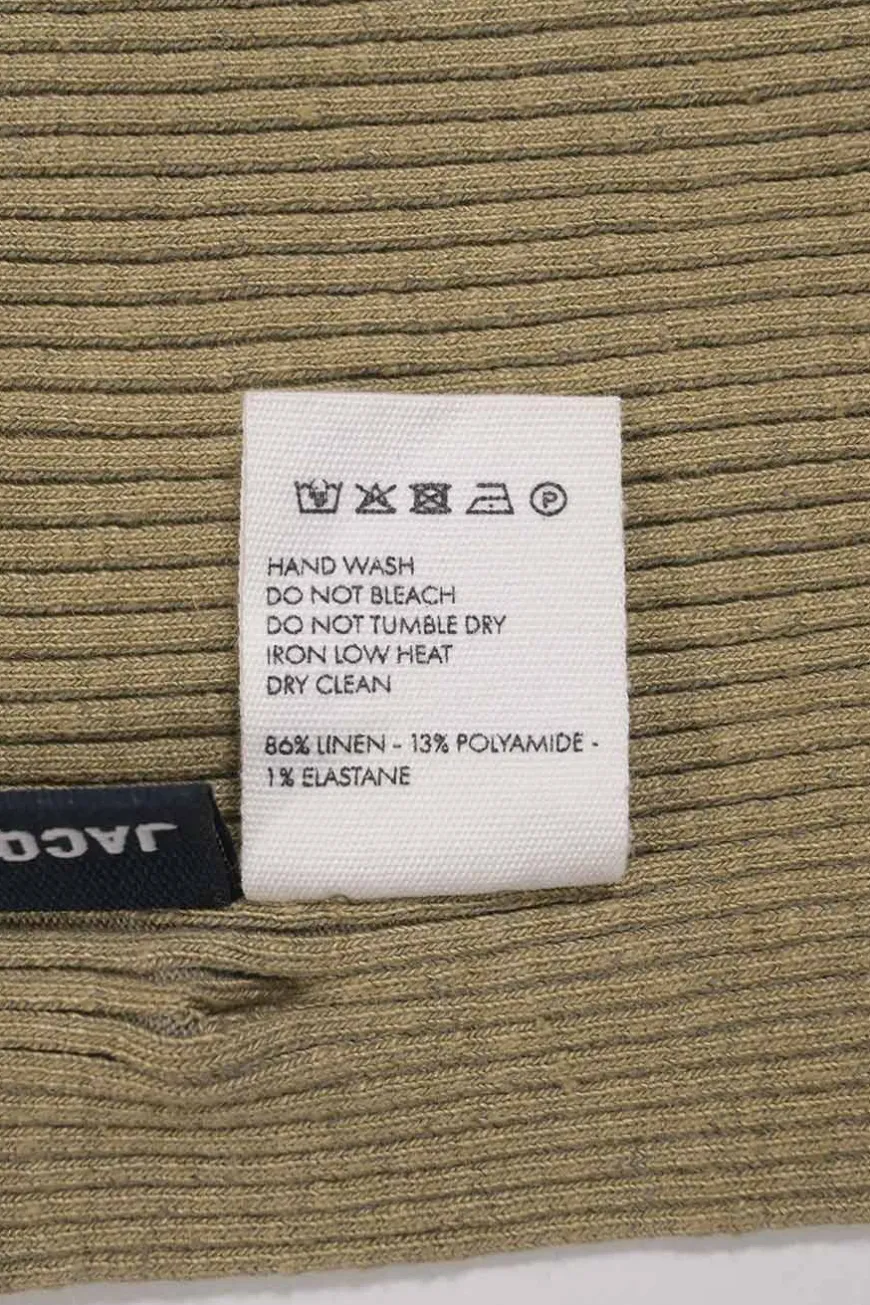 P
HAND WASH
DO NOT BLEACH
DO NOT TUMBLE DRY
IRON LOW HEAT
DRY CLEAN
86% LINEN - 13% POLYAMIDE -
1% ELASTANE
JACQ